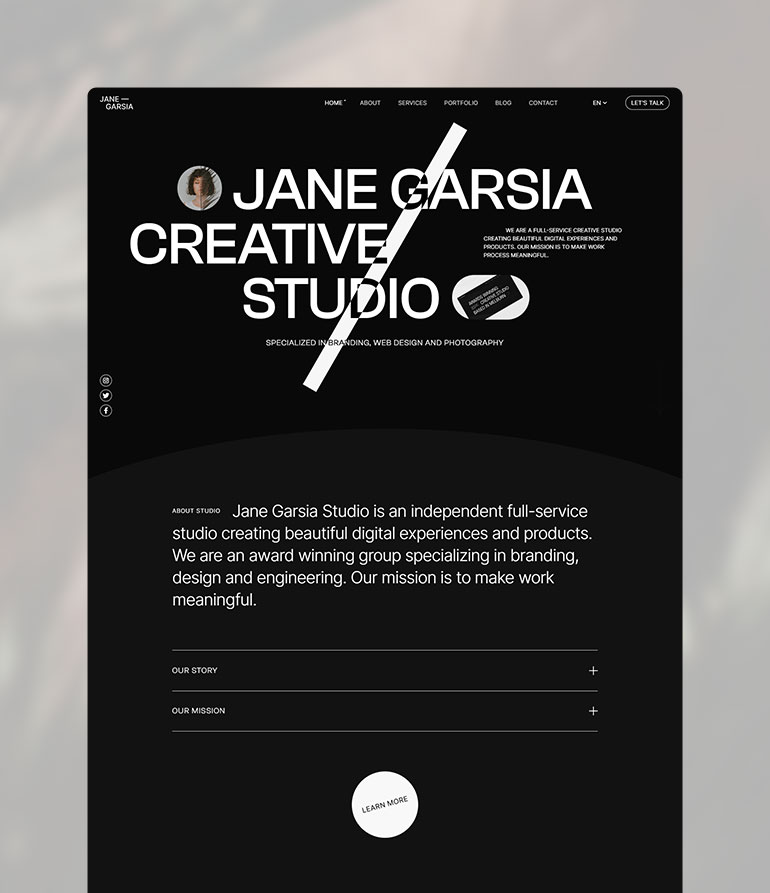 JANE —
GARSIA
HOME
ABOUT
SERVICES
PORTFOLIO
BLOG
CONTACT
EN
LET'S TALK
JANE GARSIA
CREATIVE
WE ARE A FULL-SERVICE CREATIVE STUDIO
CREATING BEAUTIFUL DIGITAL EXPERIENCES AND
PRODUCTS. OUR MISSION IS TO MAKE WORK
PROCESS MEANINGFUL.
STUDIO
AWARD WINNING
CREATIVE STUDIO
BASED IN
SPECIALIZED IN BRANDING, WEB DESIGN AND PHOTOGRAPHY
ABOUT STUDIO Jane Garsia Studio is an independent full-service
studio creating beautiful digital experiences and products.
We are an award winning group specializing in branding,
design and engineering. Our mission is to make work
meaningful.
OUR STORY
OUR MISSION
LEARN MORE